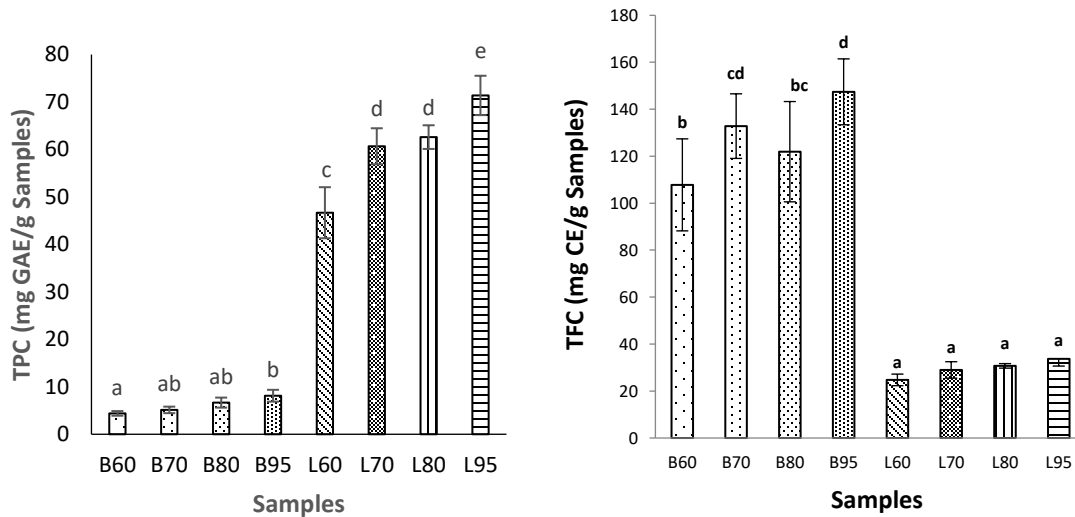 TPC (mg GAE/g Samples)
80
70
60
50
40
30
20
10
0
a
ab
ab
b
c
d
d
e
B60 B70 B80 B95 L60 L70 L80 L95
Samples
TFC (mg CE/g Samples)
180
160
140
120
100
80
60
40
20
0
b
cd
bc
d
a
a
a
a
B60 B70 B80 B95 L60 L70 L80 L95
Samples